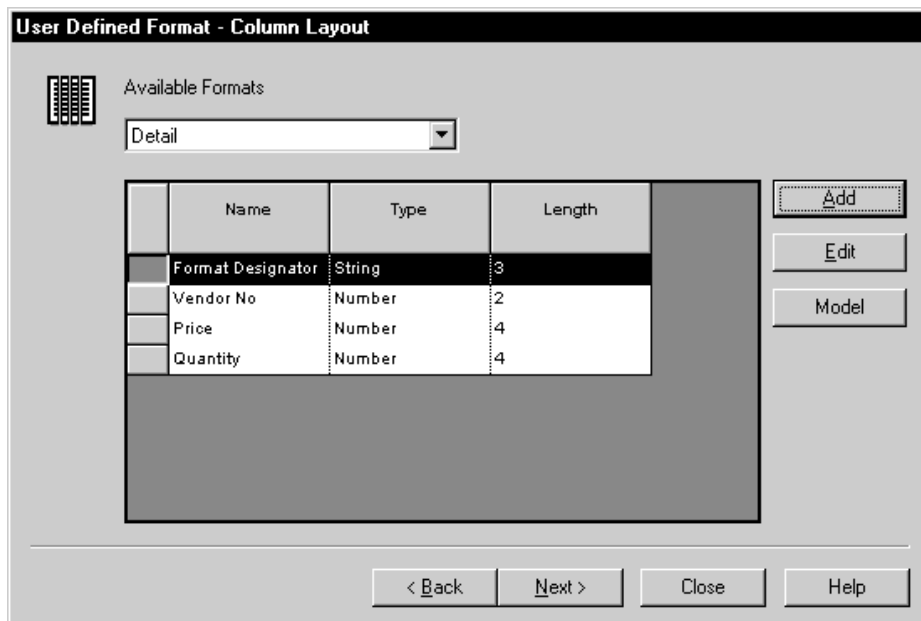 User Defined Format - Column Layout
Available Formats
Detail
Name Type Length
Format Designator String 3
Vendor No Number 2
Price Number 4
Quantity Number 4
Add
Edit
Model
< Back Next > Close Help